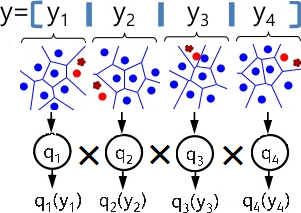 y=[ y₁ | y₂ | y₃ | y₄ ]
q₁ × q₂ × q₃ × q₄
q₁(y₁) q₂(y₂) q₃(y₃) q₄(y₄)